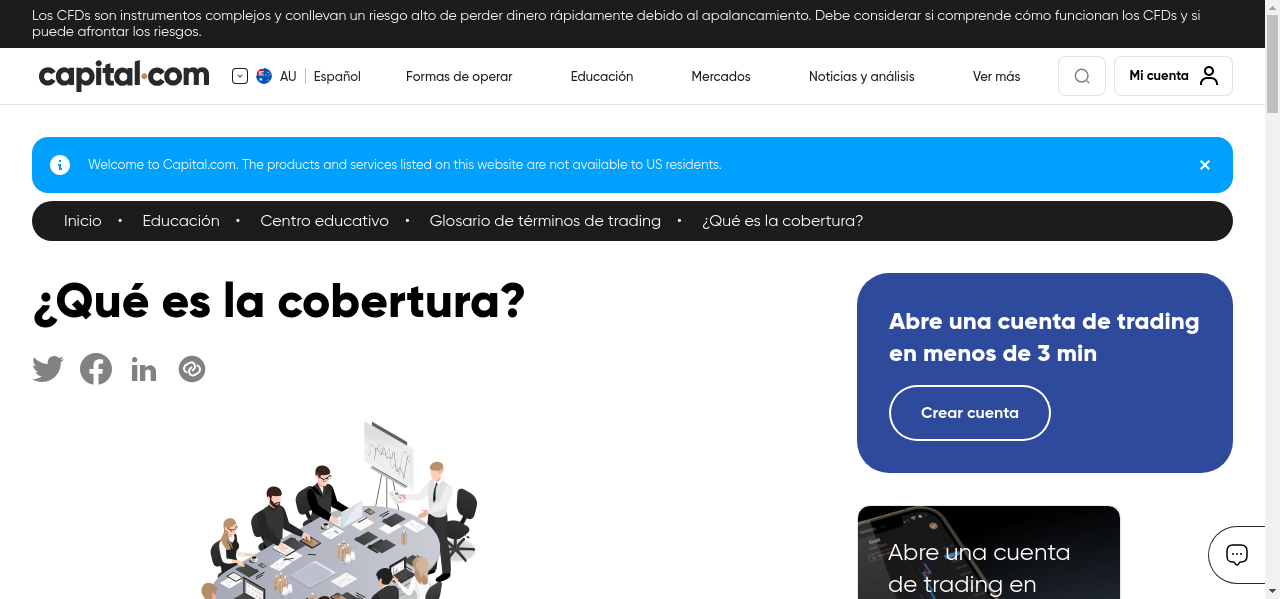 Los CFDs son instrumentos complejos y conllevan un riesgo alto de perder dinero rápidamente debido al apalancamiento. Debe considerar si comprende cómo funcionan los CFDs y si
puede afrontar los riesgos.
capital.com
AU
Español
Formas de operar
Educación
Mercados
Noticias y análisis
Ver más
Mi cuenta
Welcome to Capital.com. The products and services listed on this website are not available to US residents.
Inicio • Educación • Centro educativo • Glosario de términos de trading • ¿Qué es la cobertura?
¿Qué es la cobertura?
Abre una cuenta de trading
en menos de 3 min
Crear cuenta
Abre una cuenta
de trading en